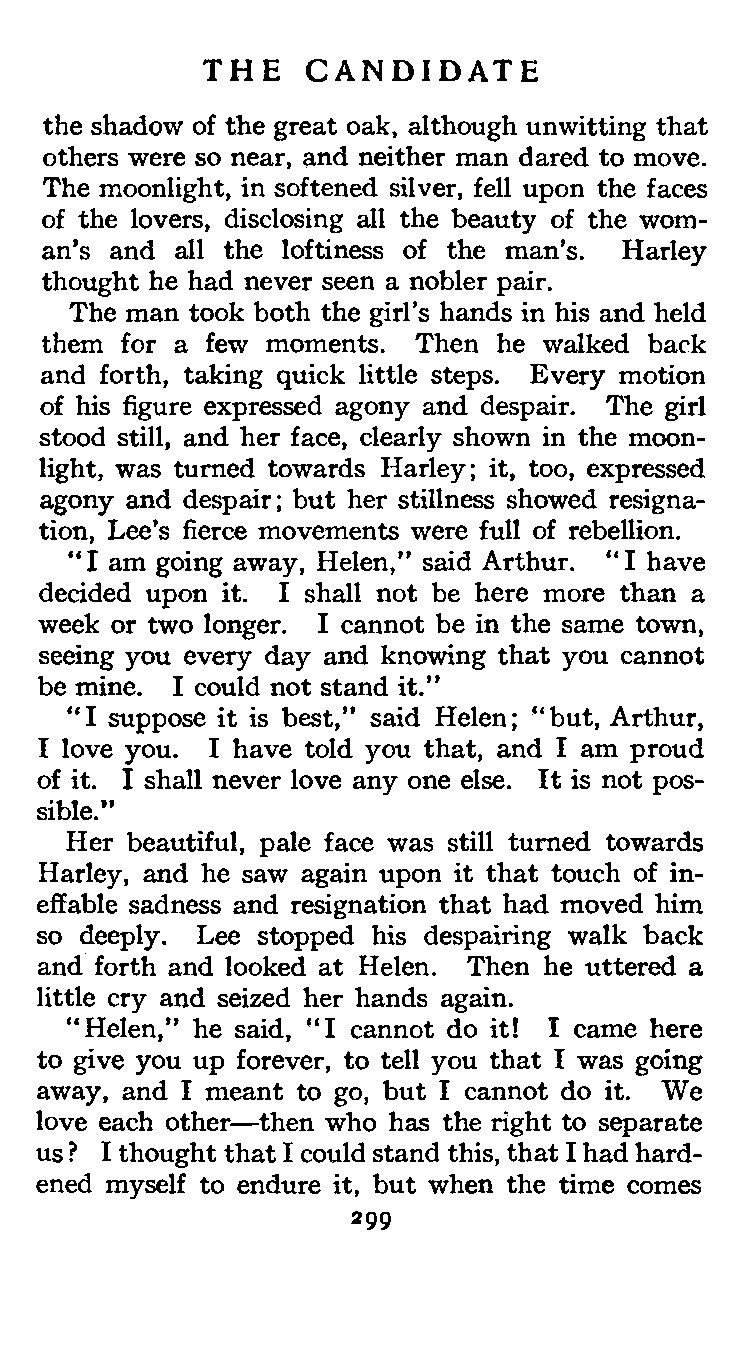 THE CANDIDATE
the shadow of the great oak, although unwitting that
others were so near, and neither man dared to move.
The moonlight, in softened silver, fell upon the faces
of the lovers, disclosing all the beauty of the wom-
an's and all the loftiness of the man's. Harley
thought he had never seen a nobler pair.
The man took both the girl's hands in his and held
them for a few moments. Then he walked back
and forth, taking quick little steps. Every motion
of his figure expressed agony and despair. The girl
stood still, and her face, clearly shown in the moon-
light, was turned towards Harley; it, too, expressed
agony and despair; but her stillness showed resigna-
tion, Lee's fierce movements were full of rebellion.
"I am going away, Helen," said Arthur. "I have
decided upon it. I shall not be here more than a
week or two longer. I cannot be in the same town,
seeing you every day and knowing that you cannot
be mine. I could not stand it."
"I suppose it is best," said Helen; "but, Arthur,
I love you. I have told you that, and I am proud
of it. I shall never love any one else. It is not pos-
sible."
Her beautiful, pale face was still turned towards
Harley, and he saw again upon it that touch of in-
effable sadness and resignation that had moved him
so deeply. Lee stopped his despairing walk back
and forth and looked at Helen. Then he uttered a
little cry and seized her hands again.
"Helen," he said, "I cannot do it! I came here
to give you up forever, to tell you that I was going
away, and I meant to go, but I cannot do it. We
love each other—then who has the right to separate
us? I thought that I could stand this, that I had hard-
ened myself to endure it, but when the time comes
299